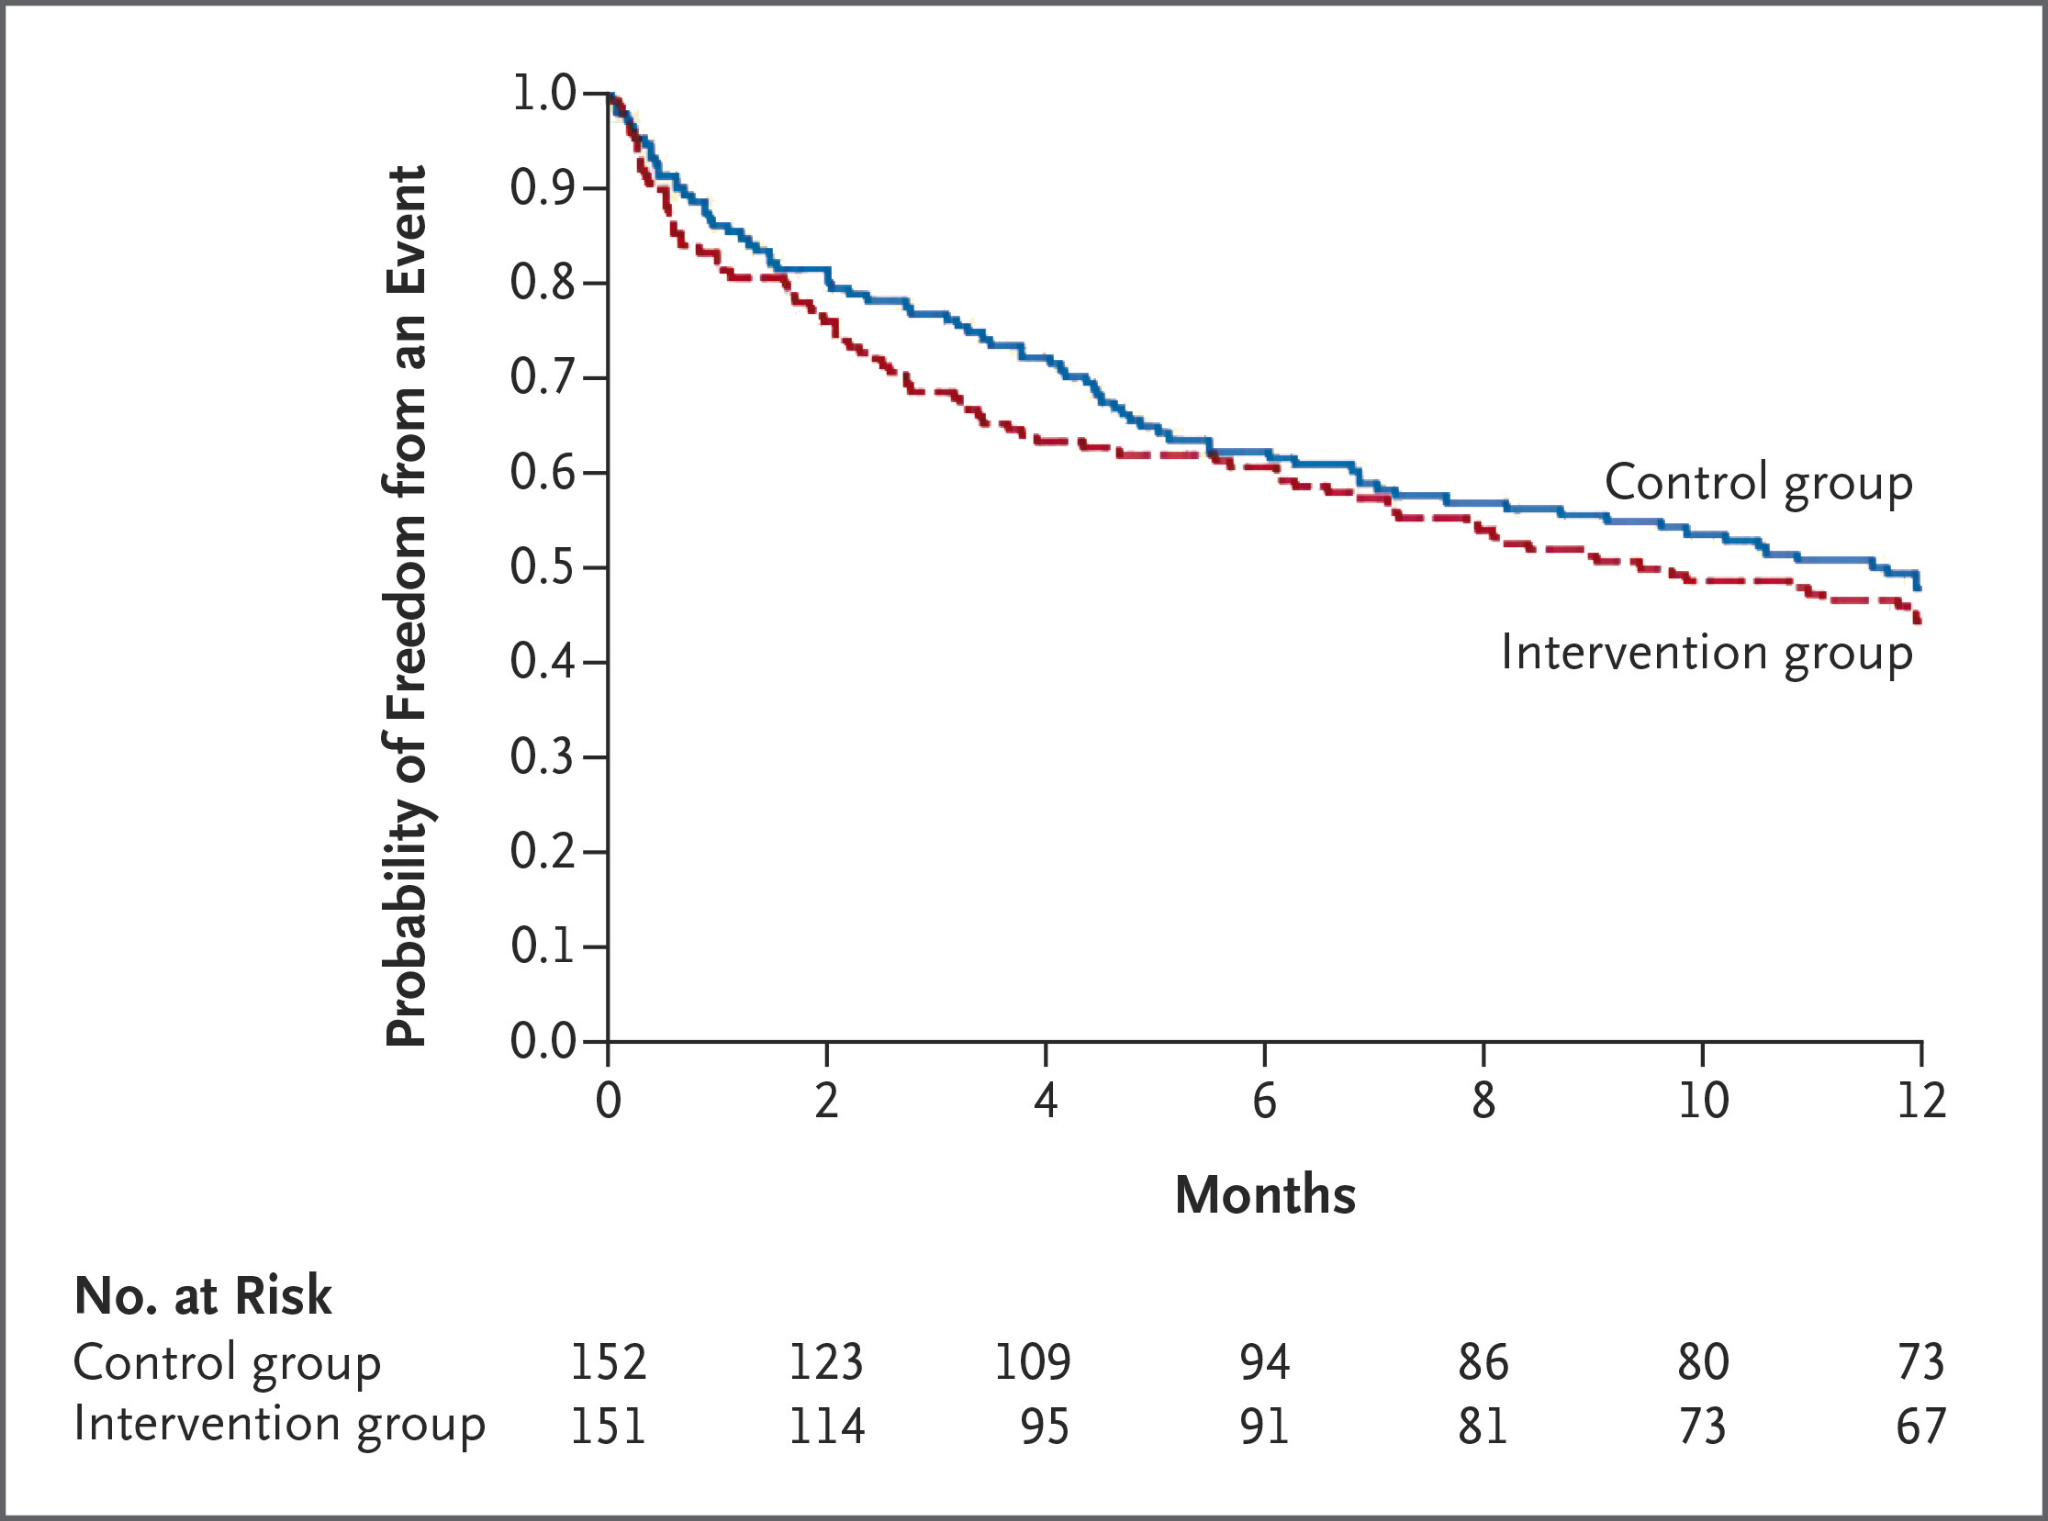 Probability of Freedom from an Event
1.0
0.9
0.8
0.7
0.6
0.5
0.4
0.3
0.2
0.1
0.0
Control group
Intervention group
0 2 4 6 8 10 12
Months
No. at Risk
Control group 152 123 109 94 86 80 73
Intervention group 151 114 95 91 81 73 67